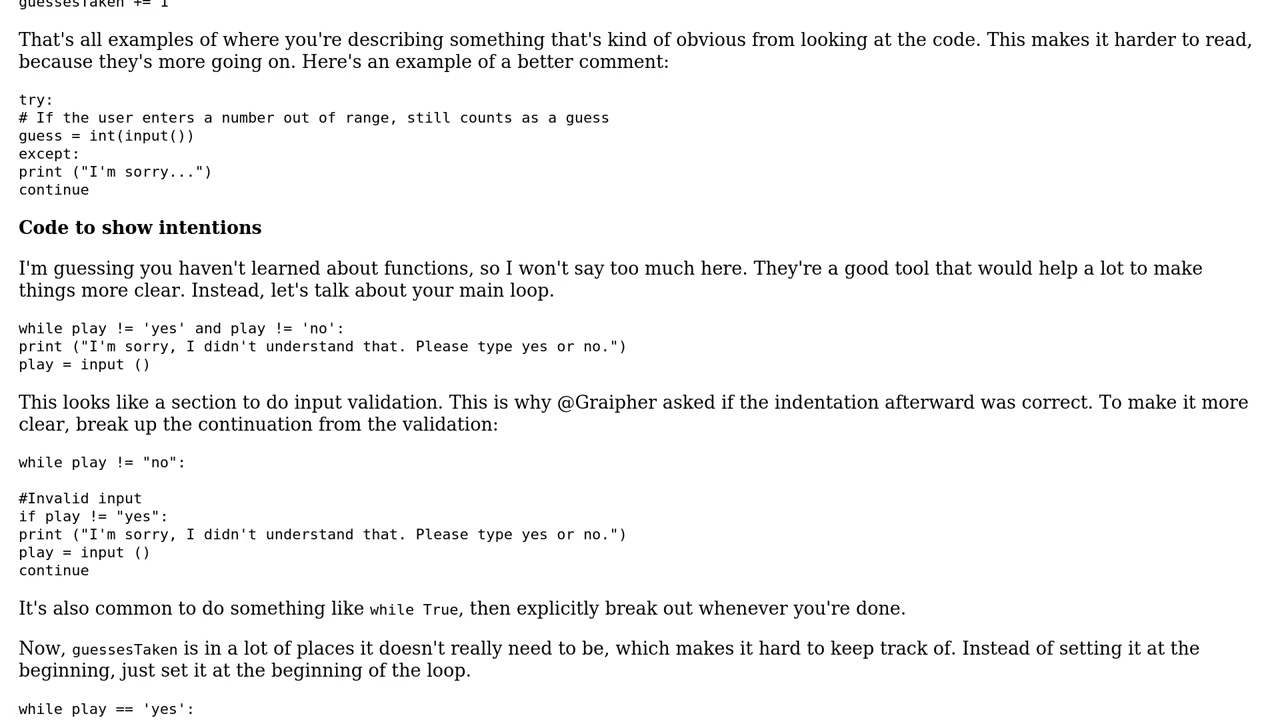 guessesTaken += 1
That's all examples of where you're describing something that's kind of obvious from looking at the code. This makes it harder to read,
because they's more going on. Here's an example of a better comment:
try:
# If the user enters a number out of range, still counts as a guess
guess = int(input())
except:
print ("I'm sorry...")
continue
Code to show intentions
I'm guessing you haven't learned about functions, so I won't say too much here. They're a good tool that would help a lot to make
things more clear. Instead, let's talk about your main loop.
while play != 'yes' and play != 'no':
print ("I'm sorry, I didn't understand that. Please type yes or no.")
play = input ()
This looks like a section to do input validation. This is why @Graipher asked if the indentation afterward was correct. To make it more
clear, break up the continuation from the validation:
while play != "no":
#Invalid input
if play != "yes":
print ("I'm sorry, I didn't understand that. Please type yes or no.")
play = input ()
continue
It's also common to do something like while True, then explicitly break out whenever you're done.
Now, guessesTaken is in a lot of places it doesn't really need to be, which makes it hard to keep track of. Instead of setting it at the
beginning, just set it at the beginning of the loop.
while play == 'yes':